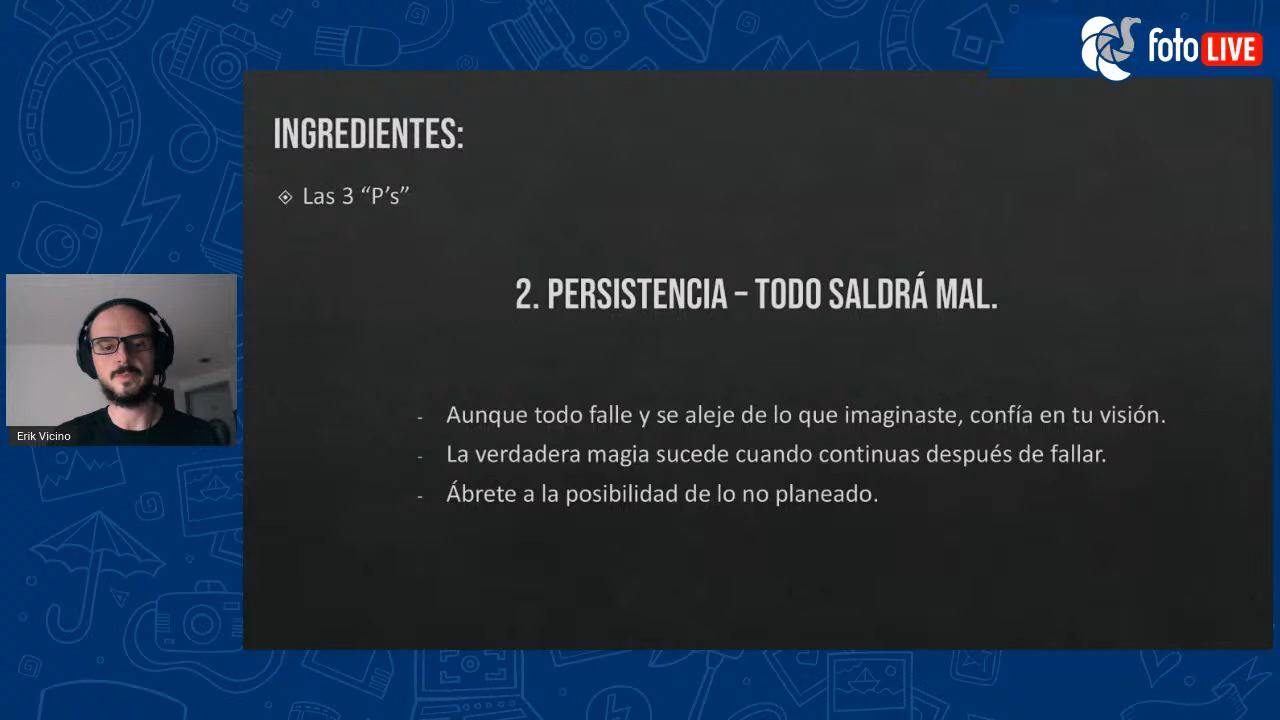 foto LIVE
INGREDIENTES:
Las 3 “P’s”
2. PERSISTENCIA – TODO SALDRÁ MAL.
- Aunque todo falle y se aleje de lo que imaginaste, confía en tu visión.
- La verdadera magia sucede cuando continuas después de fallar.
- Ábrete a la posibilidad de lo no planeado.
Erik Vicino